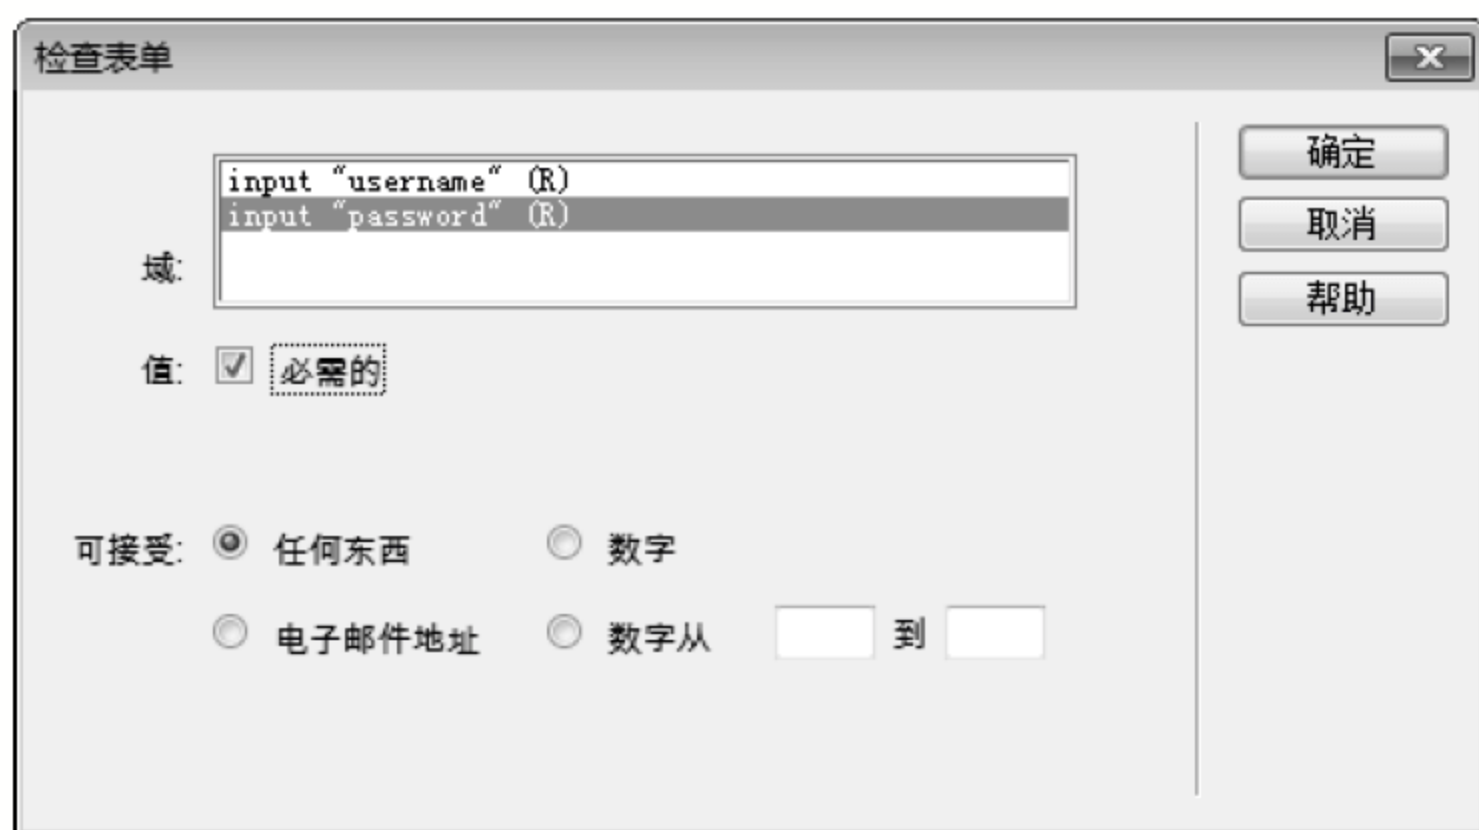 检查表单
input "username" (R)
input "password" (R)
域:
值: 必需的
可接受: 任何东西 数字
电子邮件地址 数字从 到
确定
取消
帮助